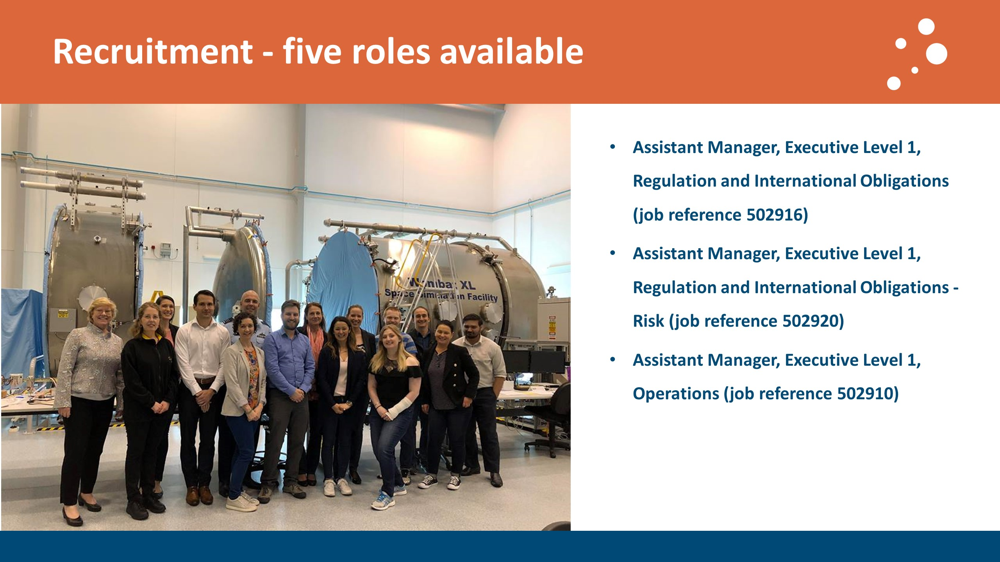 Recruitment - five roles available
• Assistant Manager, Executive Level 1,
Regulation and International Obligations
(job reference 502916)
• Assistant Manager, Executive Level 1,
Regulation and International Obligations -
Risk (job reference 502920)
• Assistant Manager, Executive Level 1,
Operations (job reference 502910)
Wombat XL
Space Simulation Facility